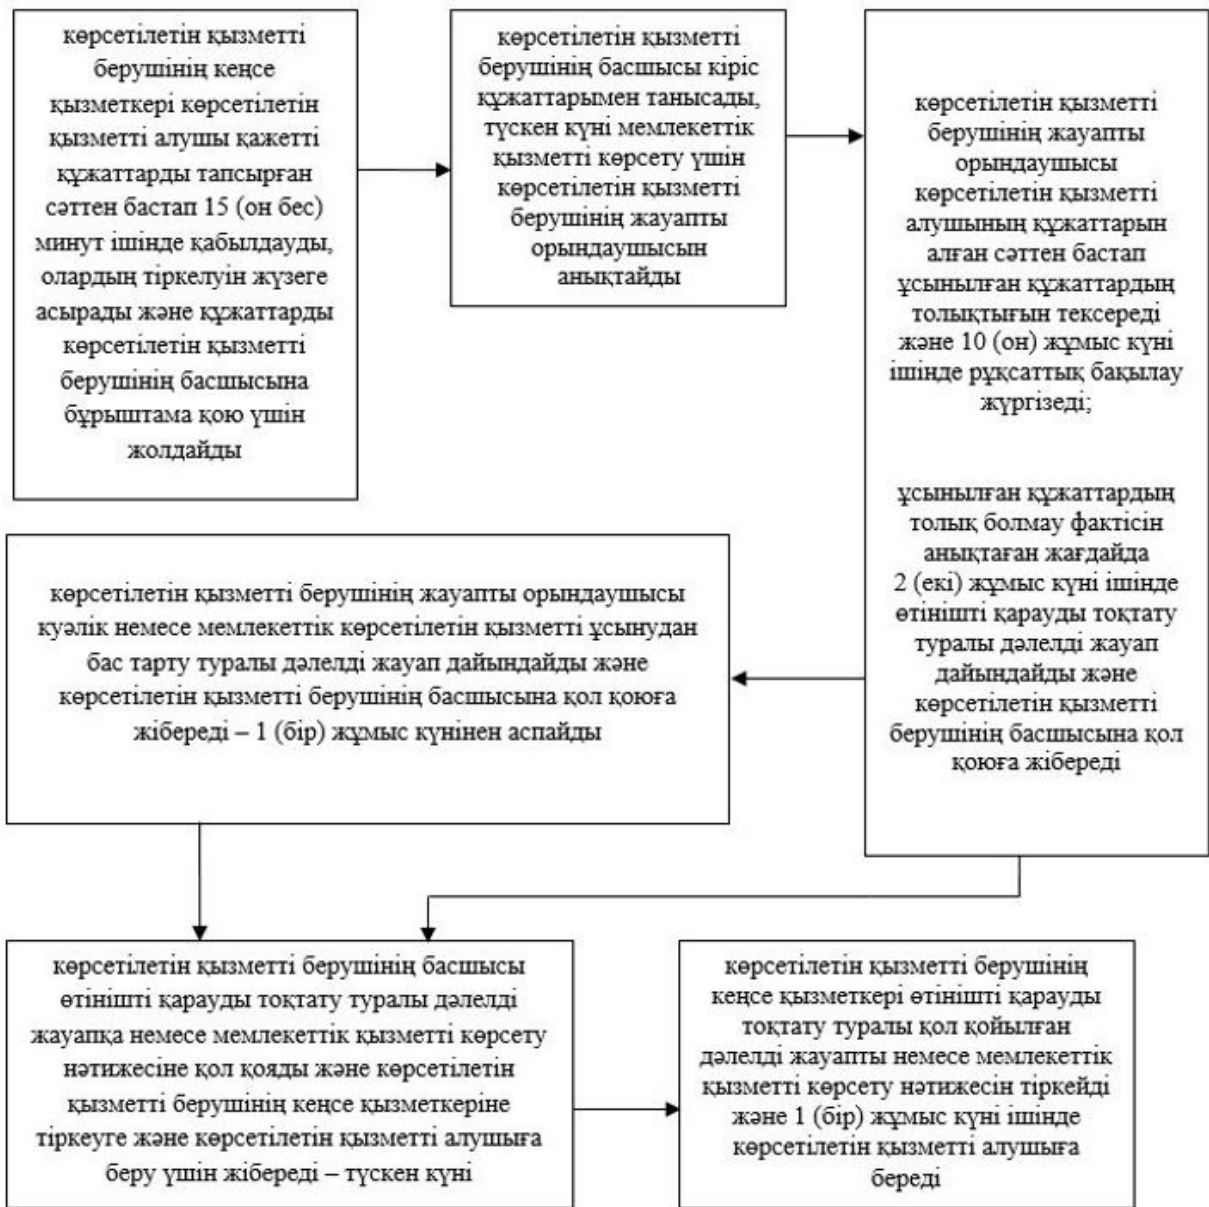 көрсетілетін қызметті
берушінің кеңсе
қызметкері көрсетілетін
қызметті алушы қажетті
құжаттарды тапсырған
сәттен бастап 15 (он бес)
минут ішінде қабылдауды,
олардың тіркелуін жүзеге
асырады және құжаттарды
көрсетілетін қызметті
берушінің басшысына
бұрыштама қою үшін
жолдайды
көрсетілетін қызметті
берушінің басшысы кіріс
құжаттарымен танысады,
түскен күні мемлекеттік
қызметті көрсету үшін
көрсетілетін қызметті
берушінің жауапты
орындаушысын
анықтайды
көрсетілетін қызметті
берушінің жауапты
орындаушысы
көрсетілетін қызметті
алушының құжаттарын
алған сәттен бастап
ұсынылған құжаттардың
толықтығын тексереді
және 10 (он) жұмыс күні
ішінде рұқсаттық бақылау
жүргізеді;
ұсынылған құжаттардың
толық болмау фактісін
анықтаған жағдайда
2 (екі) жұмыс күні ішінде
өтінішті қарауды тоқтату
туралы дәлелді жауап
дайындайды және
көрсетілетін қызметті
берушінің басшысына қол
қоюға жібереді
көрсетілетін қызметті берушінің жауапты орындаушысы
куәлік немесе мемлекеттік көрсетілетін қызметті ұсынудан
бас тарту туралы дәлелді жауап дайындайды және
көрсетілетін қызметті берушінің басшысына қол қоюға
жібереді – 1 (бір) жұмыс күнінен аспайды
көрсетілетін қызметті берушінің басшысы
өтінішті қарауды тоқтату туралы дәлелді
жауапқа немесе мемлекеттік қызметті көрсету
нәтижесіне қол қояды және көрсетілетін
қызметті берушінің кеңсе қызметкеріне
тіркеуге және көрсетілетін қызметті алушыға
беру үшін жібереді – түскен күні
көрсетілетін қызметті берушінің
кеңсе қызметкері өтінішті қарауды
тоқтату туралы қол қойылған
дәлелді жауапты немесе мемлекеттік
қызметті көрсету нәтижесін тіркейді
және 1 (бір) жұмыс күні ішінде
көрсетілетін қызметті алушыға
береді